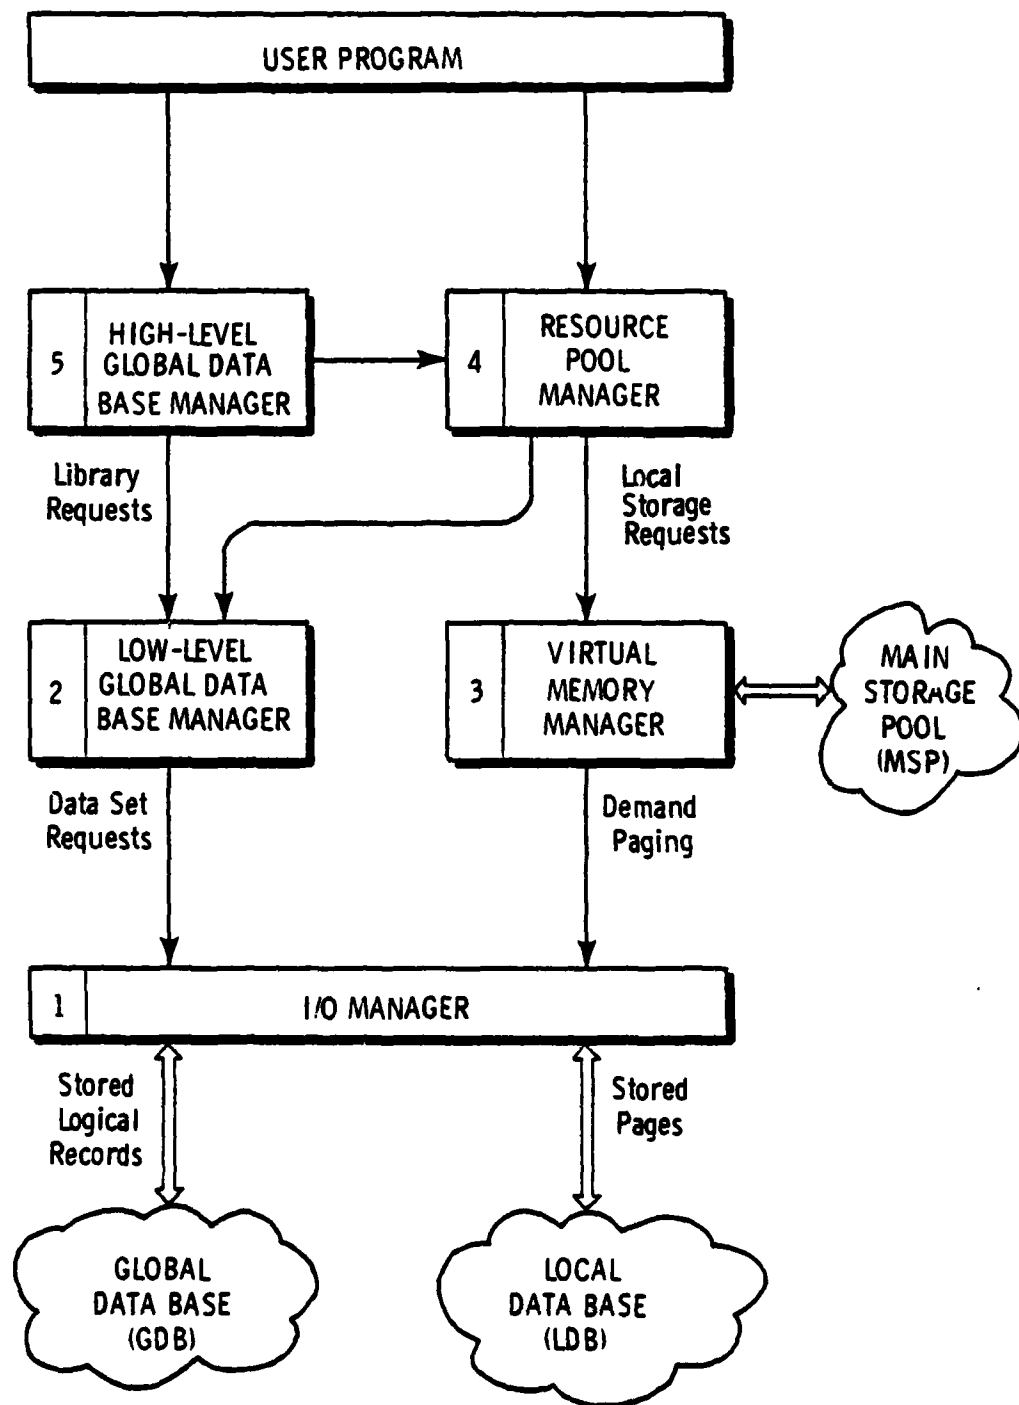 USER PROGRAM
5
HIGH-LEVEL
GLOBAL DATA
BASE MANAGER
4
RESOURCE
POOL
MANAGER
Library
Requests
Local
Storage
Requests
2
LOW-LEVEL
GLOBAL DATA
BASE MANAGER
3
VIRTUAL
MEMORY
MANAGER
MAIN
STORAGE
POOL
(MSP)
Data Set
Requests
Demand
Paging
1
I/O MANAGER
Stored
Logical
Records
Stored
Pages
GLOBAL
DATA BASE
(GDB)
LOCAL
DATA BASE
(LDB)